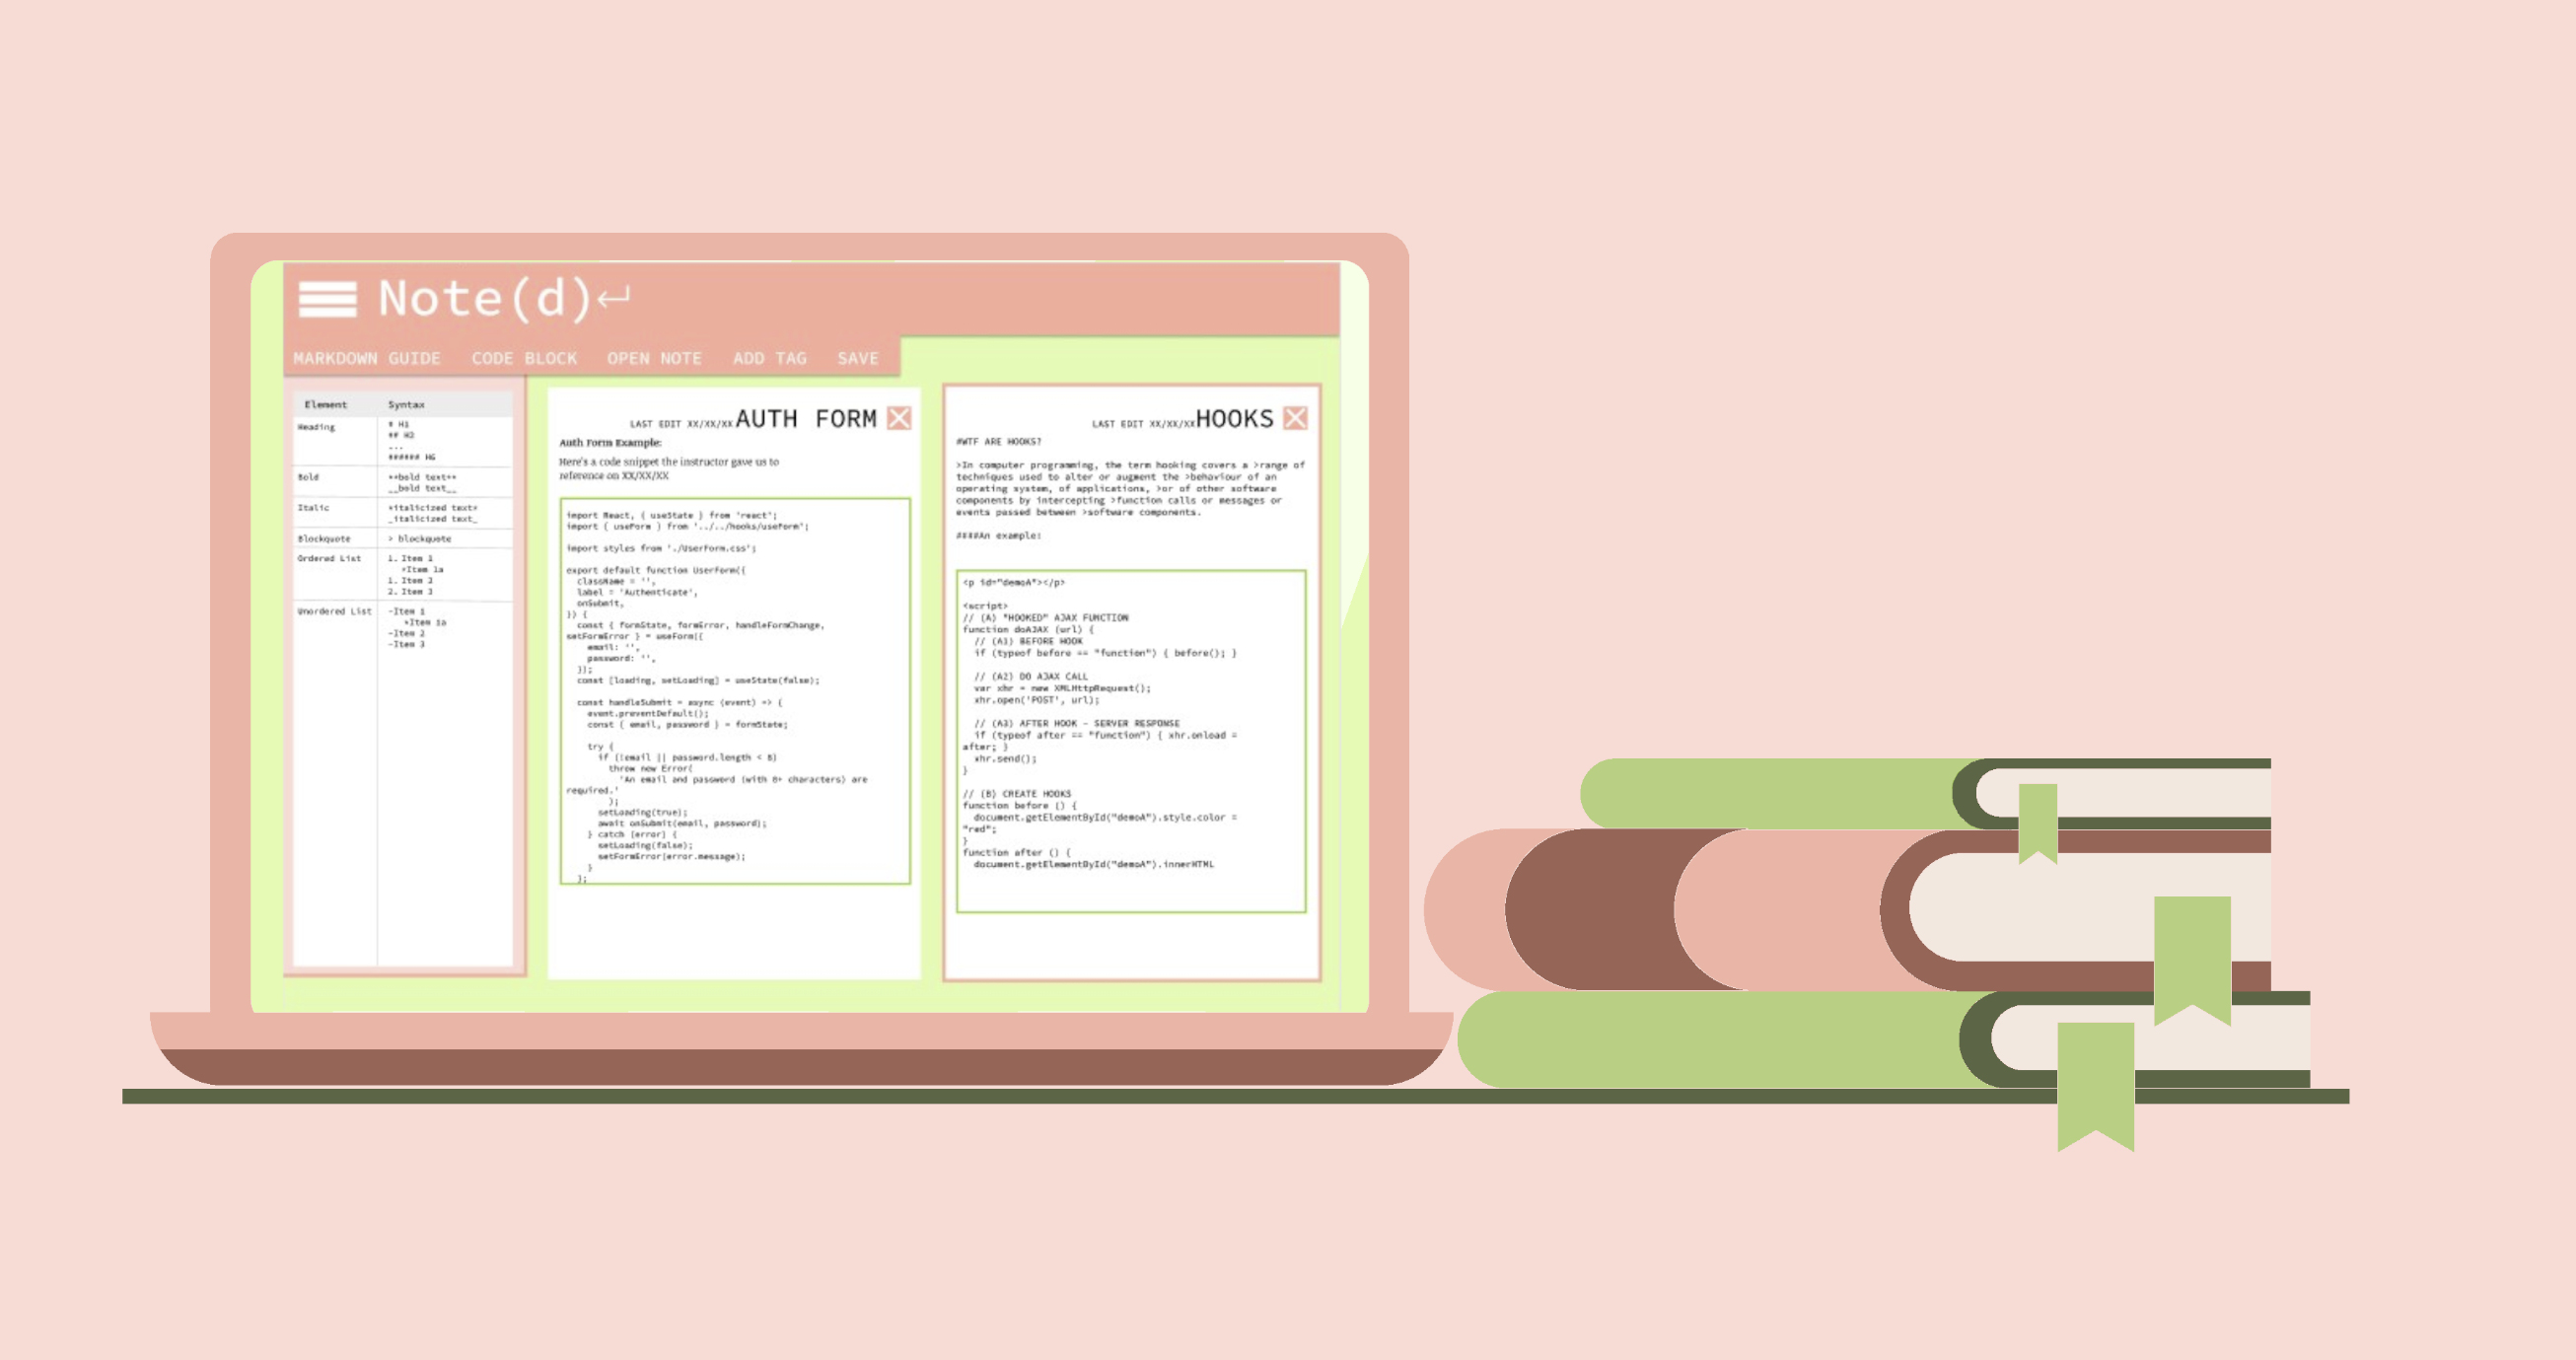 Note(d)↵
MARKDOWN GUIDE CODE BLOCK OPEN NOTE ADD TAG SAVE
Element Syntax
Heading # H1
## H2
...
###### H6
Bold **bold text**
__bold text__
Italic *italicized text*
_italicized text_
Blockquote > blockquote
Ordered List 1. Item 1
*Item 1a
1. Item 2
2. Item 3
Unordered List -Item 1
*Item 1a
-Item 2
-Item 3
LAST EDIT XX/XX/XX AUTH FORM
Auth Form Example:
Here's a code snippet the instructor gave us to
reference on XX/XX/XX
import React, { useState } from 'react';
import { useForm } from '../../hooks/useForm';
import styles from './UserForm.css';
export default function UserForm({
className = '',
label = 'Authenticate',
onSubmit,
}) {
const { formState, formError, handleFormChange,
setFormError } = useForm({
email: '',
password: '',
});
const [loading, setLoading] = useState(false);
const handleSubmit = async (event) => {
event.preventDefault();
const { email, password } = formState;
try {
if (!email || password.length < 8)
throw new Error(
'An email and password (with 8+ characters) are
required.'
);
setLoading(true);
await onSubmit(email, password);
} catch (error) {
setLoading(false);
setFormError(error.message);
}
};
LAST EDIT XX/XX/XX HOOKS
#WTF ARE HOOKS?
>In computer programming, the term hooking covers a >range of
techniques used to alter or augment the >behaviour of an
operating system, of applications, >or of other software
components by intercepting >function calls or messages or
events passed between >software components.
####An example:
<p id="demoA"></p>
<script>
// (A) "HOOKED" AJAX FUNCTION
function doAJAX (url) {
// (A1) BEFORE HOOK
if (typeof before == "function") { before(); }
// (A2) DO AJAX CALL
var xhr = new XMLHttpRequest();
xhr.open('POST', url);
// (A3) AFTER HOOK - SERVER RESPONSE
if (typeof after == "function") { xhr.onload =
after; }
xhr.send();
}
// (B) CREATE HOOKS
function before () {
document.getElementById("demoA").style.color =
"red";
}
function after () {
document.getElementById("demoA").innerHTML